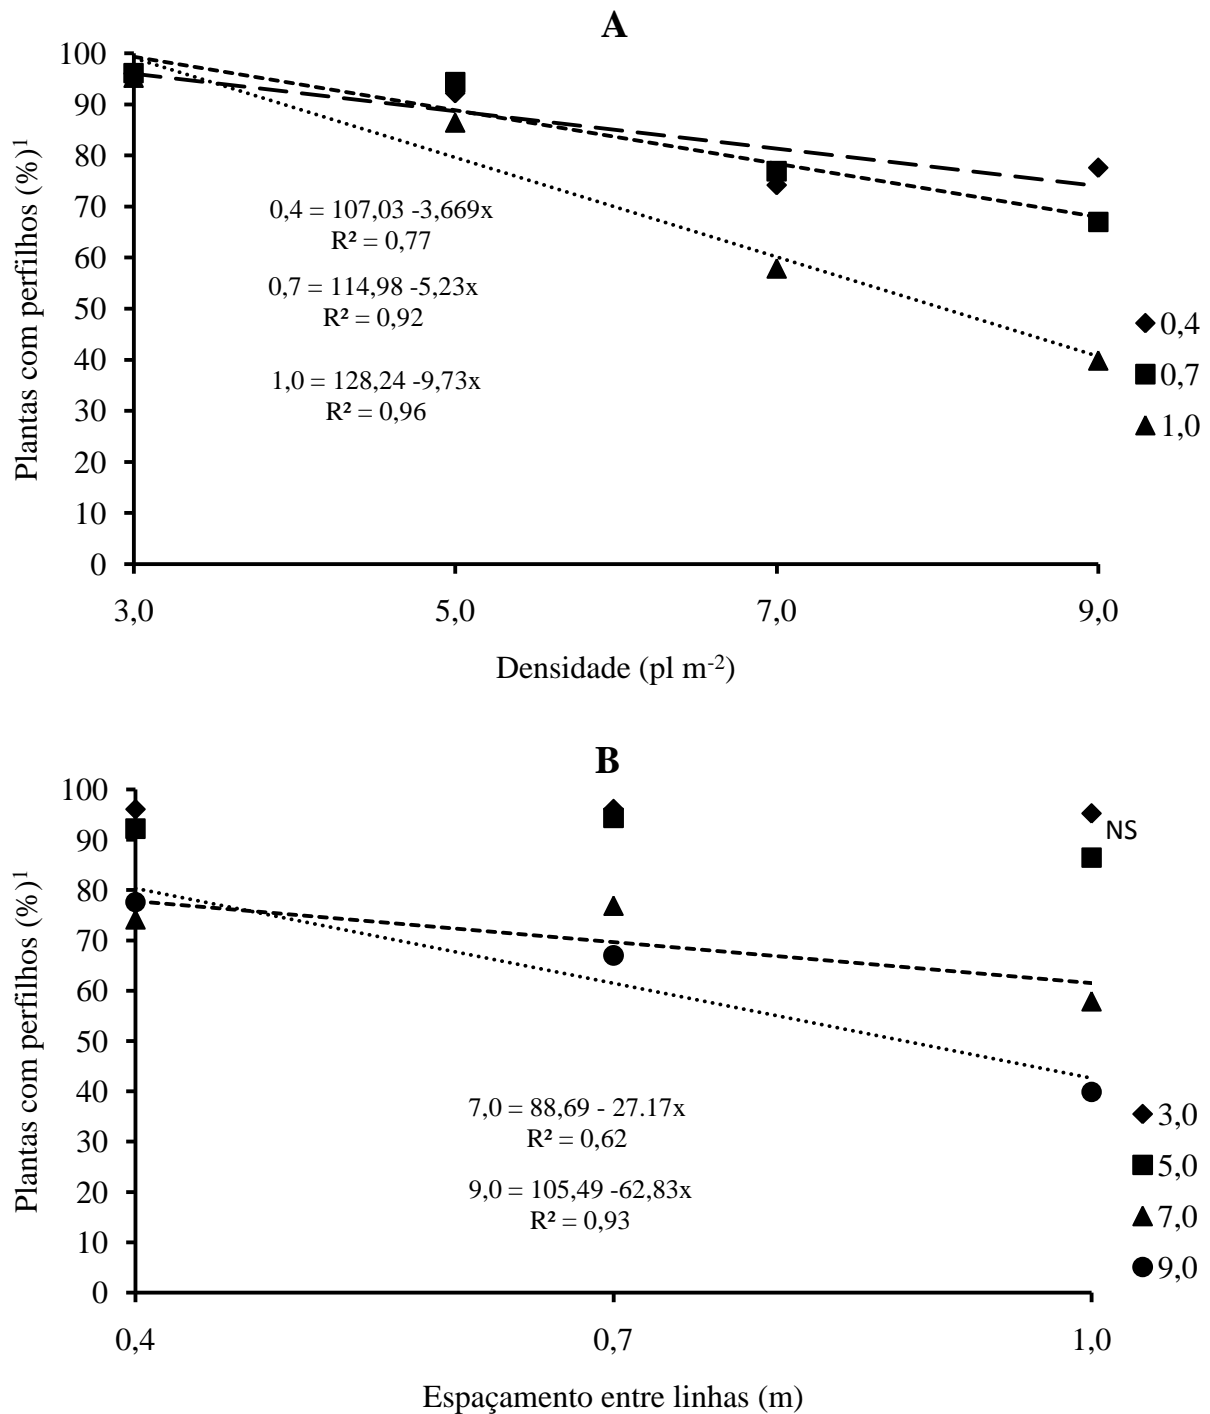 A
Plantas com perfilhos (%)¹
100
90
80
70
60
50
40
30
20
10
0
0,4 = 107,03 -3,669x
R² = 0,77
0,7 = 114,98 -5,23x
R² = 0,92
1,0 = 128,24 -9,73x
R² = 0,96
0,4
0,7
1,0
3,0 5,0 7,0 9,0
Densidade (pl m⁻²)
B
Plantas com perfilhos (%)¹
100
90
80
70
60
50
40
30
20
10
0
NS
7,0 = 88,69 - 27.17x
R² = 0,62
9,0 = 105,49 -62,83x
R² = 0,93
3,0
5,0
7,0
9,0
0,4 0,7 1,0
Espaçamento entre linhas (m)